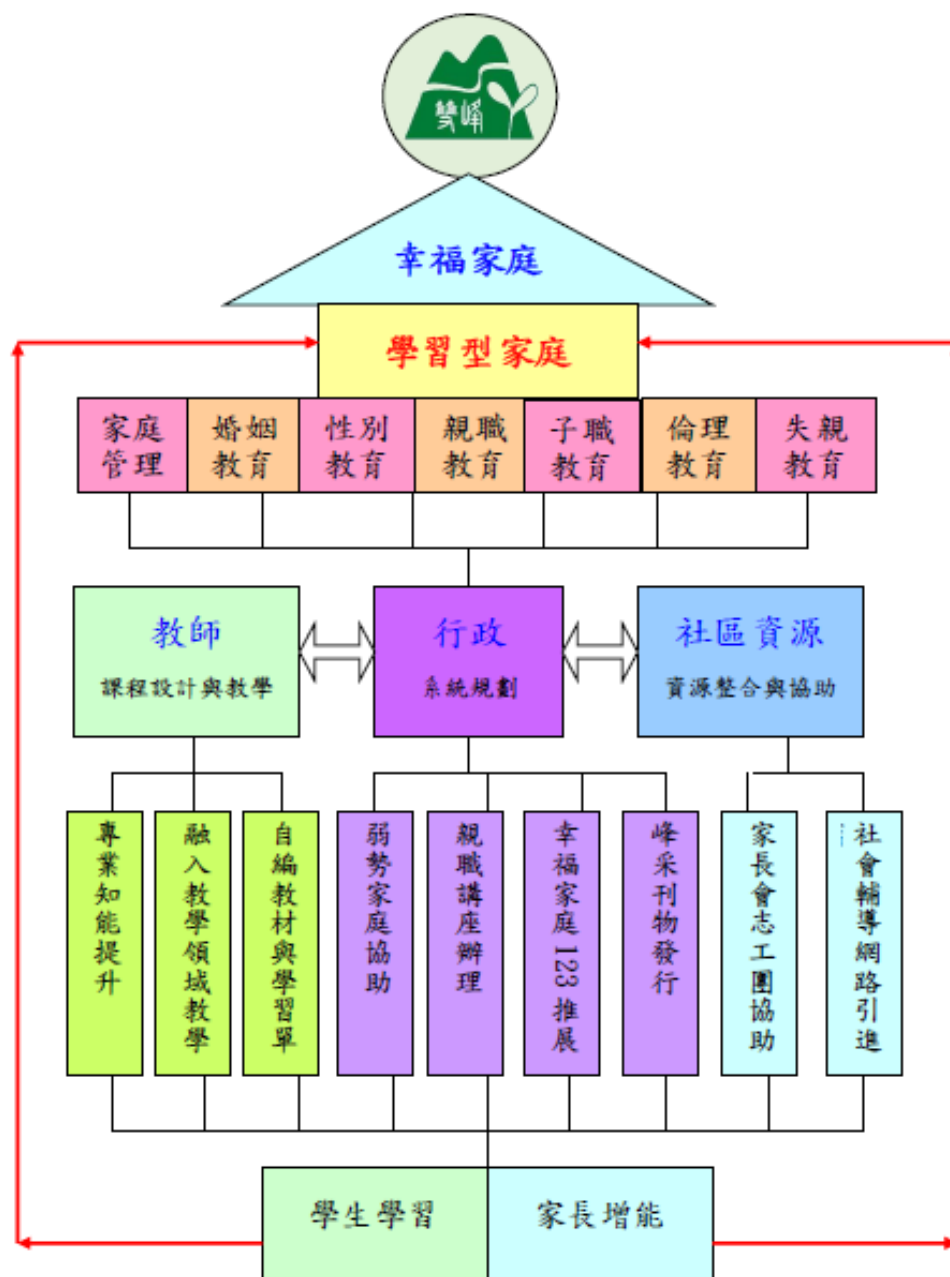 雙峰
幸福家庭
學習型家庭
家庭
管理
婚姻
教育
性別
教育
親職
教育
子職
教育
倫理
教育
失親
教育
教師
課程設計與教學
行政
系統規劃
社區資源
資源整合與協助
專業知能提升
融入教學領域教學
自編教材與學習單
弱勢家庭協助
親職講座辦理
幸福家庭123推展
峰采刊物發行
家長會志工團協助
社會輔導網路引進
學生學習
家長增能